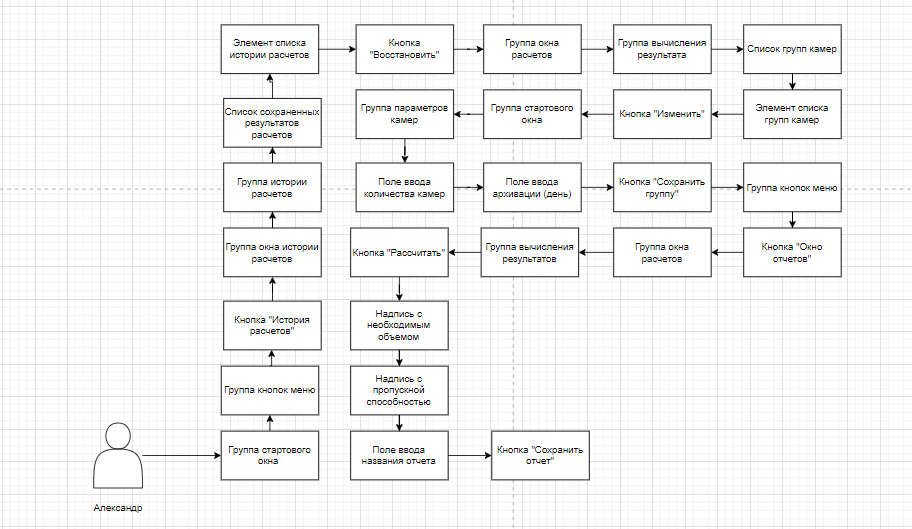 Элемент списка
истории расчетов
Кнопка
"Восстановить"
Группа окна
расчетов
Группа вычисления
результата
Список групп камер
Список сохраненных
результатов
расчетов
Группа параметров
камер
Группа стартового
окна
Кнопка "Изменить"
Элемент списка
групп камер
Группа истории
расчетов
Поле ввода
количества камер
Поле ввода
архивации (день)
Кнопка "Сохранить
группу"
Группа кнопок меню
Группа окна истории
расчетов
Кнопка "Рассчитать"
Группа вычисления
результатов
Группа окна
расчетов
Кнопка "Окно
отчетов"
Кнопка "История
расчетов"
Надпись с
необходимым
объемом
Группа кнопок меню
Надпись с
пропускной
способностью
Группа стартового
окна
Поле ввода
названия отчета
Кнопка "Сохранить
отчет"
Александр